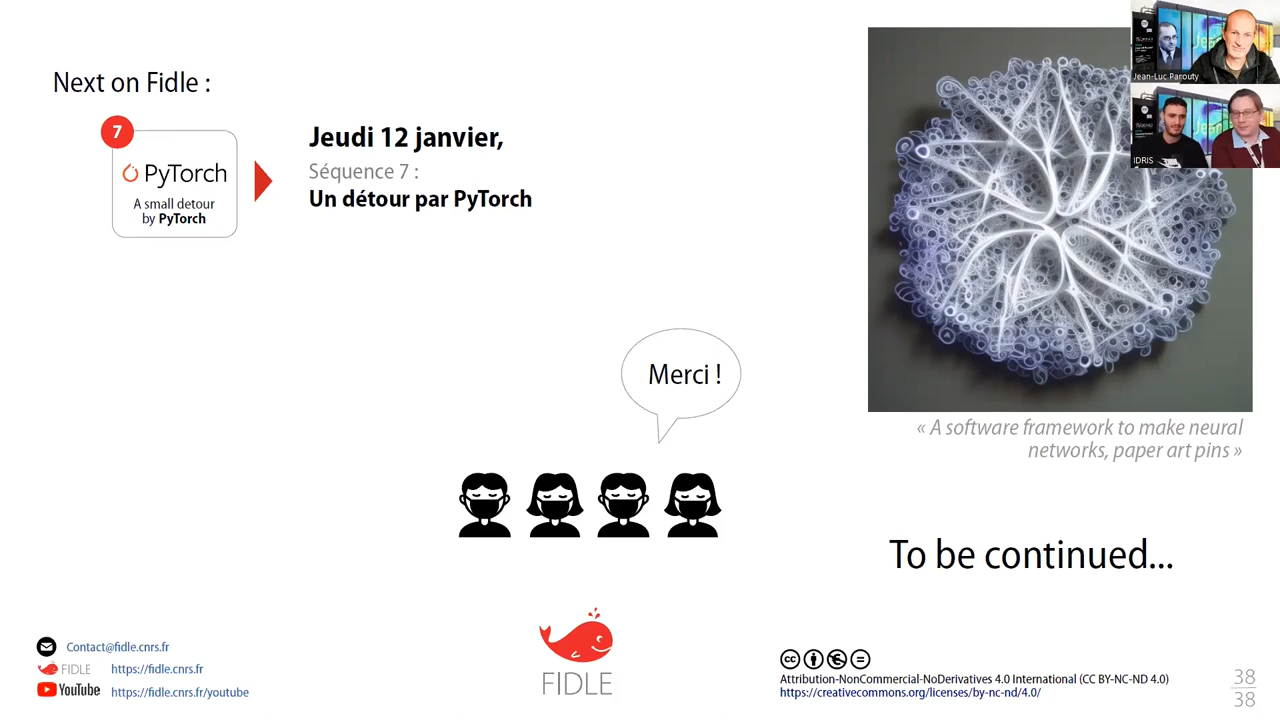 Next on Fidle :
7
PyTorch
A small detour
by PyTorch
Jeudi 12 janvier,
Séquence 7 :
Un détour par PyTorch
Jean-Luc Parouty
IDRIS
Merci !
« A software framework to make neural
networks, paper art pins »
To be continued...
Contact@fidle.cnrs.fr
FIDLE
https://fidle.cnrs.fr
YouTube
https://fidle.cnrs.fr/youtube
FIDLE
cc
Attribution-NonCommercial-NoDerivatives 4.0 International (CC BY-NC-ND 4.0)
https://creativecommons.org/licenses/by-nc-nd/4.0/
38
38